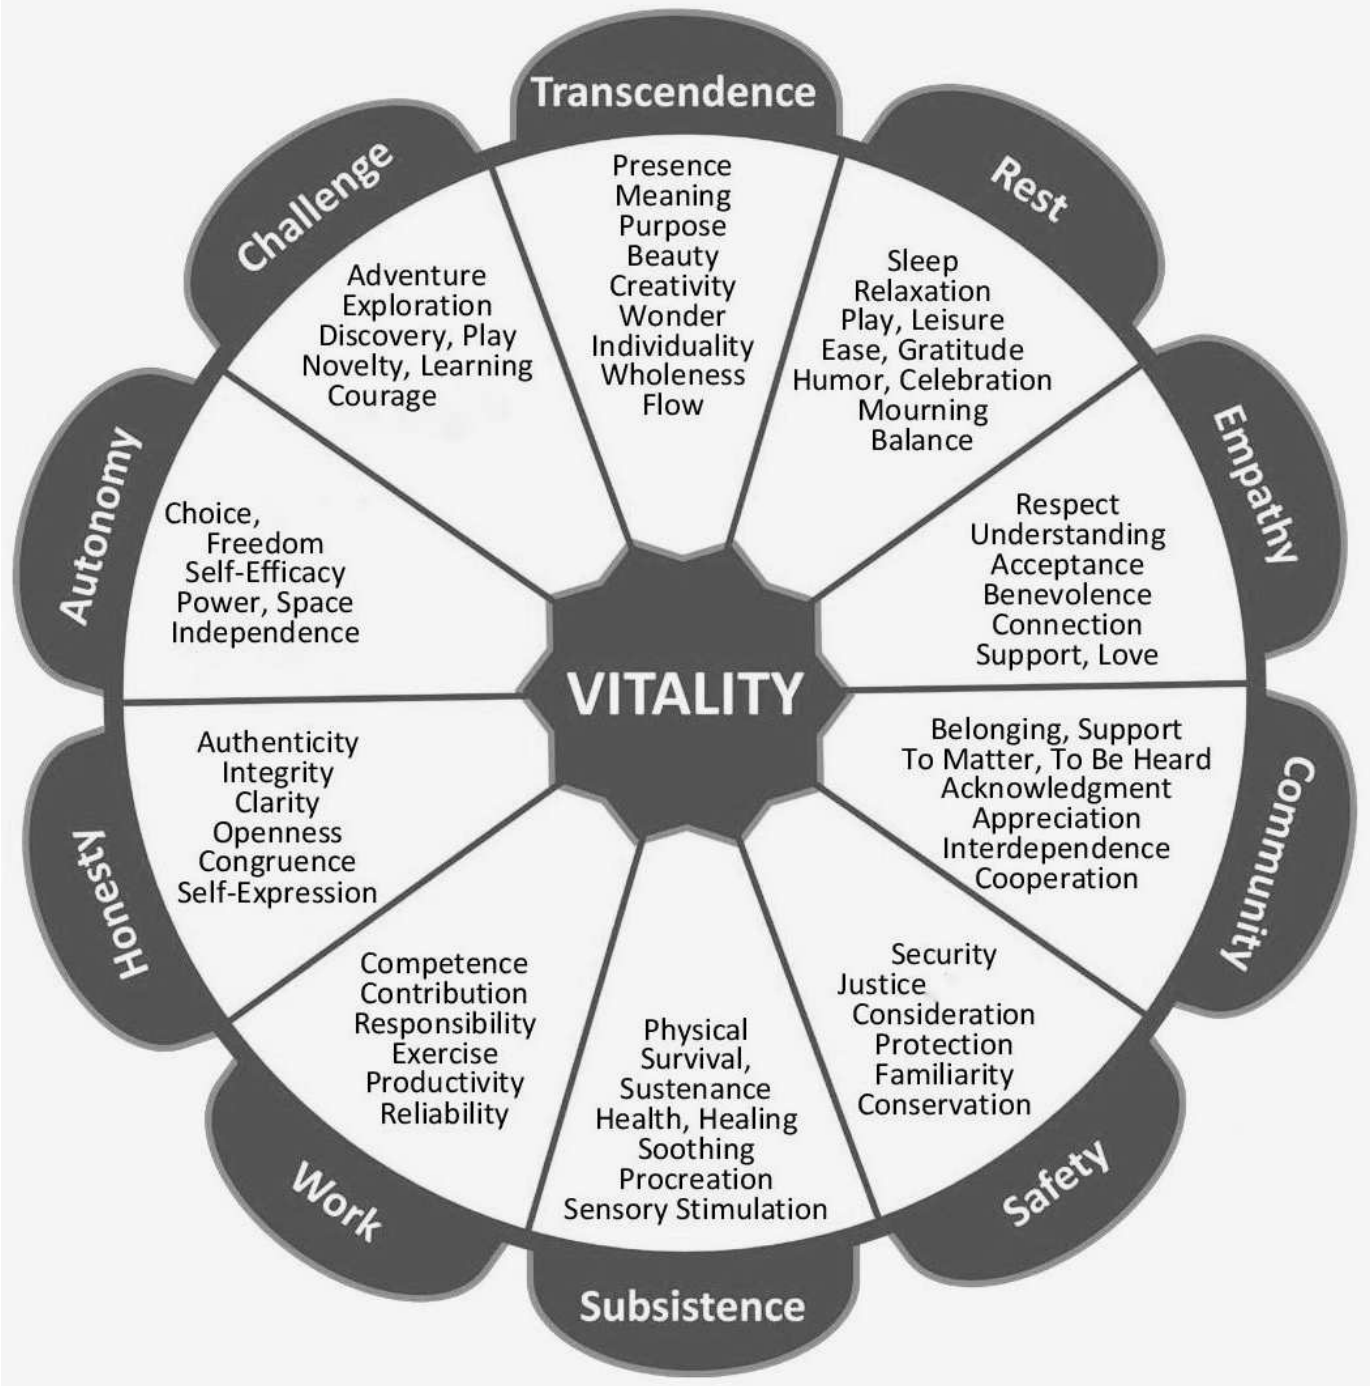 Transcendence
Presence
Meaning
Purpose
Beauty
Creativity
Wonder
Individuality
Wholeness
Flow
Rest
Sleep
Relaxation
Play, Leisure
Ease, Gratitude
Humor, Celebration
Mourning
Balance
Empathy
Respect
Understanding
Acceptance
Benevolence
Connection
Support, Love
Community
Belonging, Support
To Matter, To Be Heard
Acknowledgment
Appreciation
Interdependence
Cooperation
Safety
Security
Justice
Consideration
Protection
Familiarity
Conservation
Subsistence
Physical
Survival,
Sustenance
Health, Healing
Soothing
Procreation
Sensory Stimulation
Work
Competence
Contribution
Responsibility
Exercise
Productivity
Reliability
Honesty
Authenticity
Integrity
Clarity
Openness
Congruence
Self-Expression
Autonomy
Choice,
Freedom
Self-Efficacy
Power, Space
Independence
Challenge
Adventure
Exploration
Discovery, Play
Novelty, Learning
Courage
VITALITY